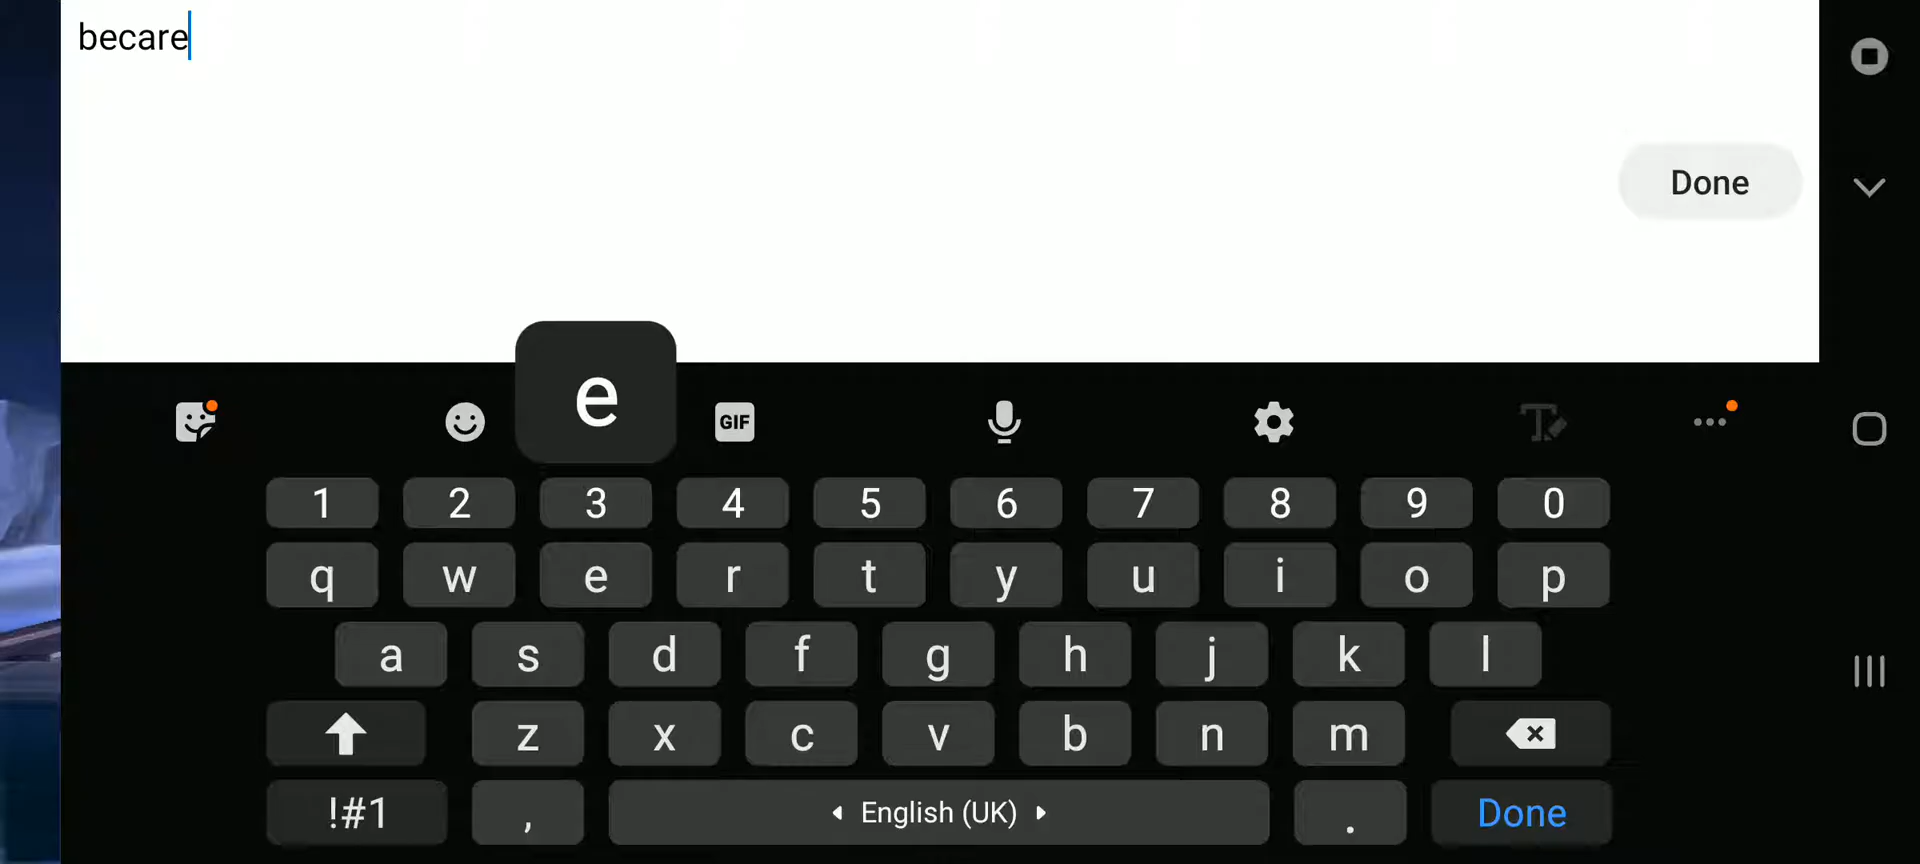 becare
Done
e
GIF
1 2 3 4 5 6 7 8 9 0
q w e r t y u i o p
a s d f g h j k l
z x c v b n m
!#1 , English (UK) . Done